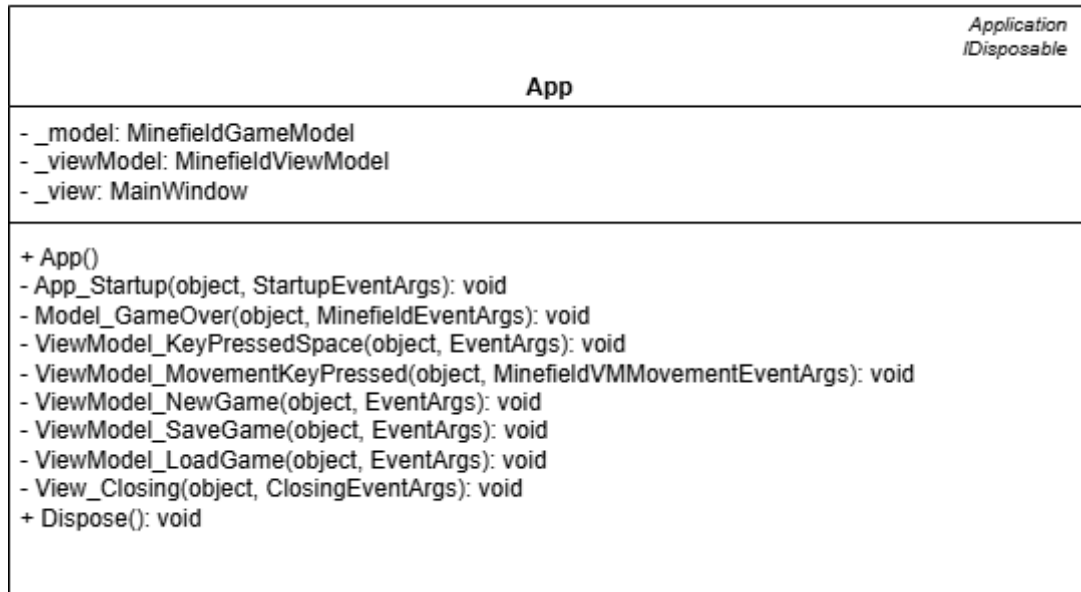 Application
IDisposable
App
- _model: MinefieldGameModel
- _viewModel: MinefieldViewModel
- _view: MainWindow
+ App()
- App_Startup(object, StartupEventArgs): void
- Model_GameOver(object, MinefieldEventArgs): void
- ViewModel_KeyPressedSpace(object, EventArgs): void
- ViewModel_MovementKeyPressed(object, MinefieldVMMovementEventArgs): void
- ViewModel_NewGame(object, EventArgs): void
- ViewModel_SaveGame(object, EventArgs): void
- ViewModel_LoadGame(object, EventArgs): void
- View_Closing(object, ClosingEventArgs): void
+ Dispose(): void